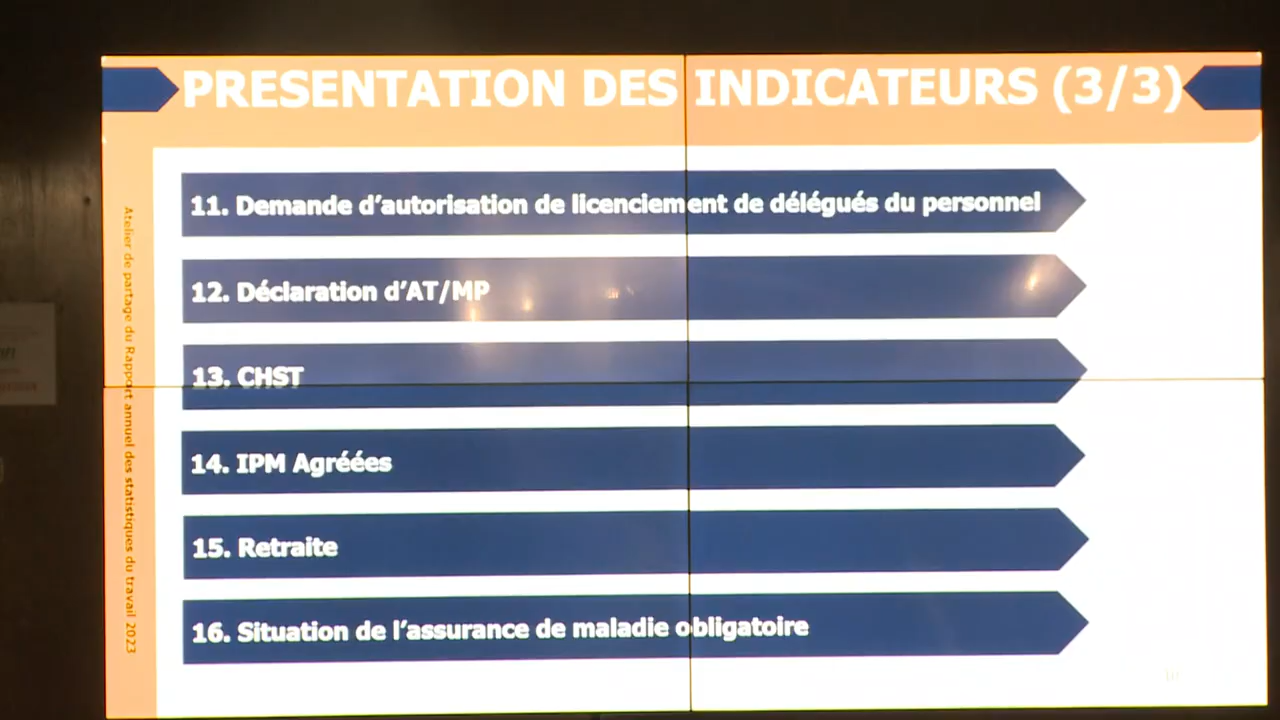 PRESENTATION DES INDICATEURS (3/3)
11. Demande d’autorisation de licenciement de délégués du personnel
12. Déclaration d’AT/MP
13. CHST
14. IPM Agréées
15. Retraite
16. Situation de l’assurance de maladie obligatoire
Atelier de partage du Rapport annuel des statistiques du travail 2023
10